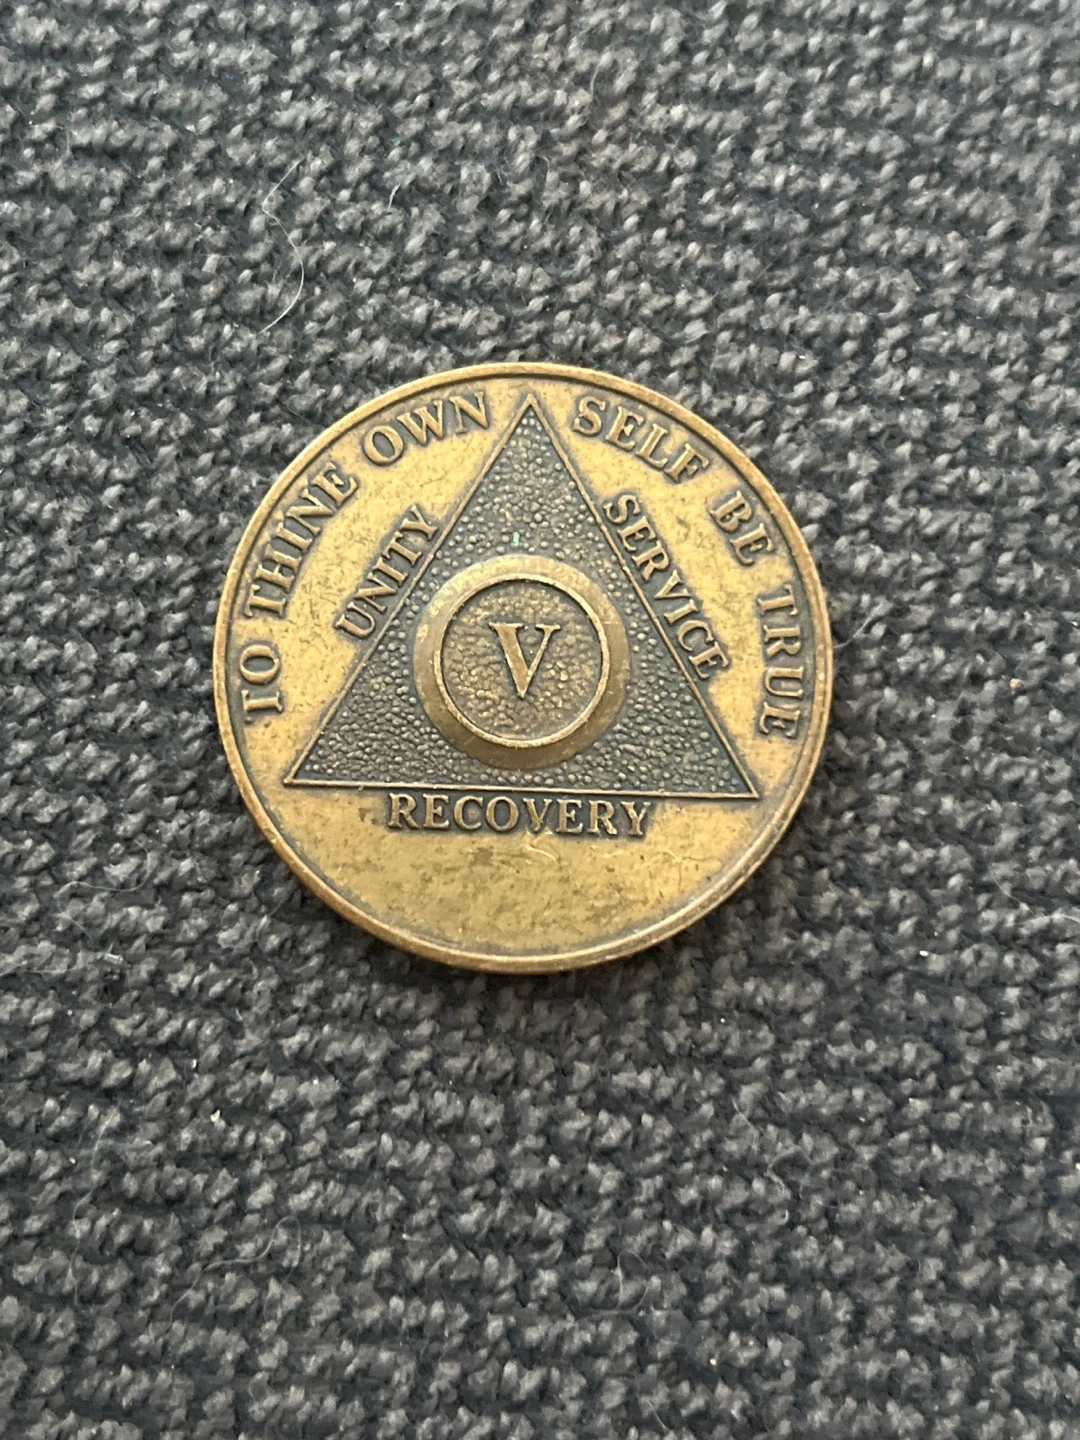 TO THINE OWN SELF BE TRUE
UNITY
SERVICE
V
RECOVERY